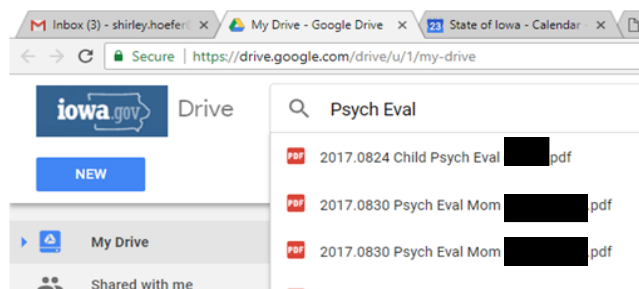 Inbox (3) - shirley.hoefer
My Drive - Google Drive
23
State of Iowa - Calendar
Secure | https://drive.google.com/drive/u/1/my-drive
iowa.gov
Drive
Psych Eval
NEW
PDF 2017.0824 Child Psych Eval .pdf
PDF 2017.0830 Psych Eval Mom .pdf
PDF 2017.0830 Psych Eval Mom .pdf
My Drive
Shared with me